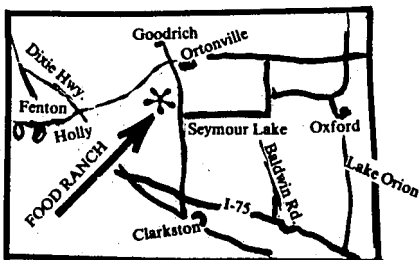 Goodrich
Ortonville
Dixie Hwy.
Fenton
Holly
Seymour Lake
Oxford
FOOD RANCH
Baldwin Rd.
Lake Orion
I-75
Clarkston